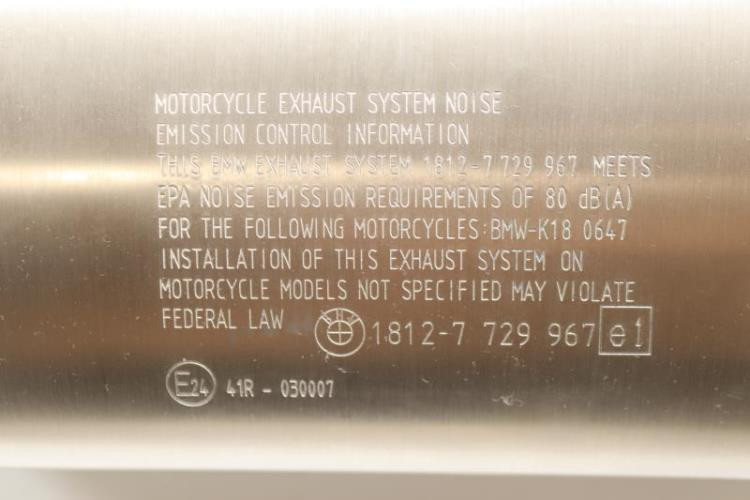 MOTORCYCLE EXHAUST SYSTEM NOISE
EMISSION CONTROL INFORMATION
THIS BMW EXHAUST SYSTEM 1812-7 729 967 MEETS
EPA NOISE EMISSION REQUIREMENTS OF 80 dB(A)
FOR THE FOLLOWING MOTORCYCLES:BMW-K18 0647
INSTALLATION OF THIS EXHAUST SYSTEM ON
MOTORCYCLE MODELS NOT SPECIFIED MAY VIOLATE
FEDERAL LAW BMW 1812-7 729 967 e1
E24 41R - 030007